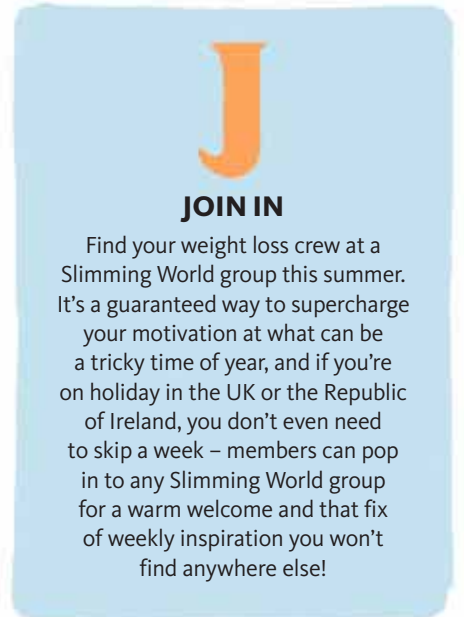 J
JOIN IN
Find your weight loss crew at a
Slimming World group this summer.
It's a guaranteed way to supercharge
your motivation at what can be
a tricky time of year, and if you're
on holiday in the UK or the Republic
of Ireland, you don't even need
to skip a week – members can pop
in to any Slimming World group
for a warm welcome and that fix
of weekly inspiration you won't
find anywhere else!